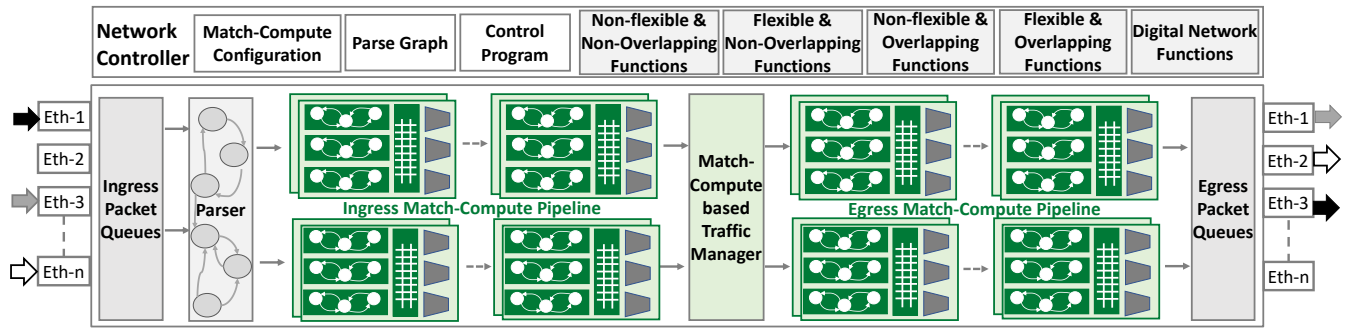 Network
Controller
Match-Compute
Configuration
Parse Graph
Control
Program
Non-flexible &
Non-Overlapping
Functions
Flexible &
Non-Overlapping
Functions
Non-flexible &
Overlapping
Functions
Flexible &
Overlapping
Functions
Digital Network
Functions
Eth-1
Eth-2
Eth-3
Eth-n
Ingress
Packet
Queues
Parser
Ingress Match-Compute Pipeline
Match-
Compute
based
Traffic
Manager
Egress Match-Compute Pipeline
Egress
Packet
Queues
Eth-1
Eth-2
Eth-3
Eth-n